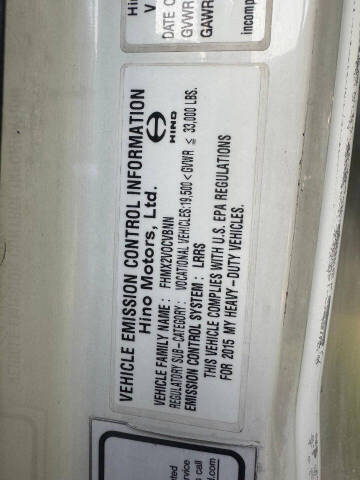 Hino
V
DATE O
GVWR
GAWR
incomp
VEHICLE EMISSION CONTROL INFORMATION
Hino Motors, Ltd.
HINO
VEHICLE FAMILY NAME : FHMX2VOCVBNN
REGULATORY SUB-CATEGORY : VOCATIONAL VEHICLES:19,500<GVWR ≦ 33,000 LBS.
EMISSION CONTROL SYSTEM : LRRS
THIS VEHICLE COMPLIES WITH U.S. EPA REGULATIONS
FOR 2015 MY HEAVY-DUTY VEHICLES.